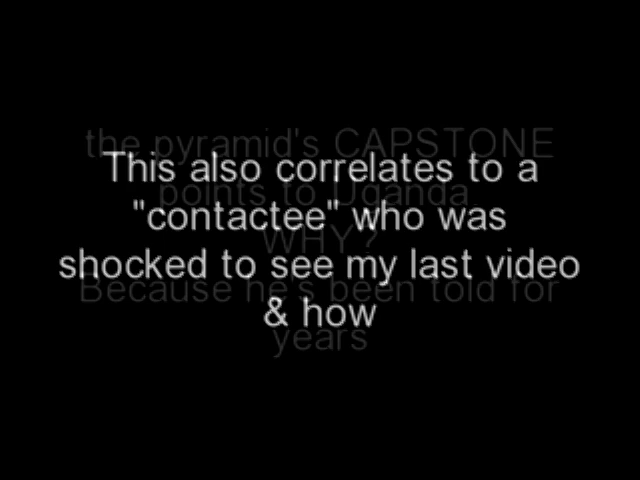 This also correlates to a
"contactee" who was
shocked to see my last video
& how
the pyramid's CAPSTONE
points to Uganda
WHY?
Because he's been told for
years